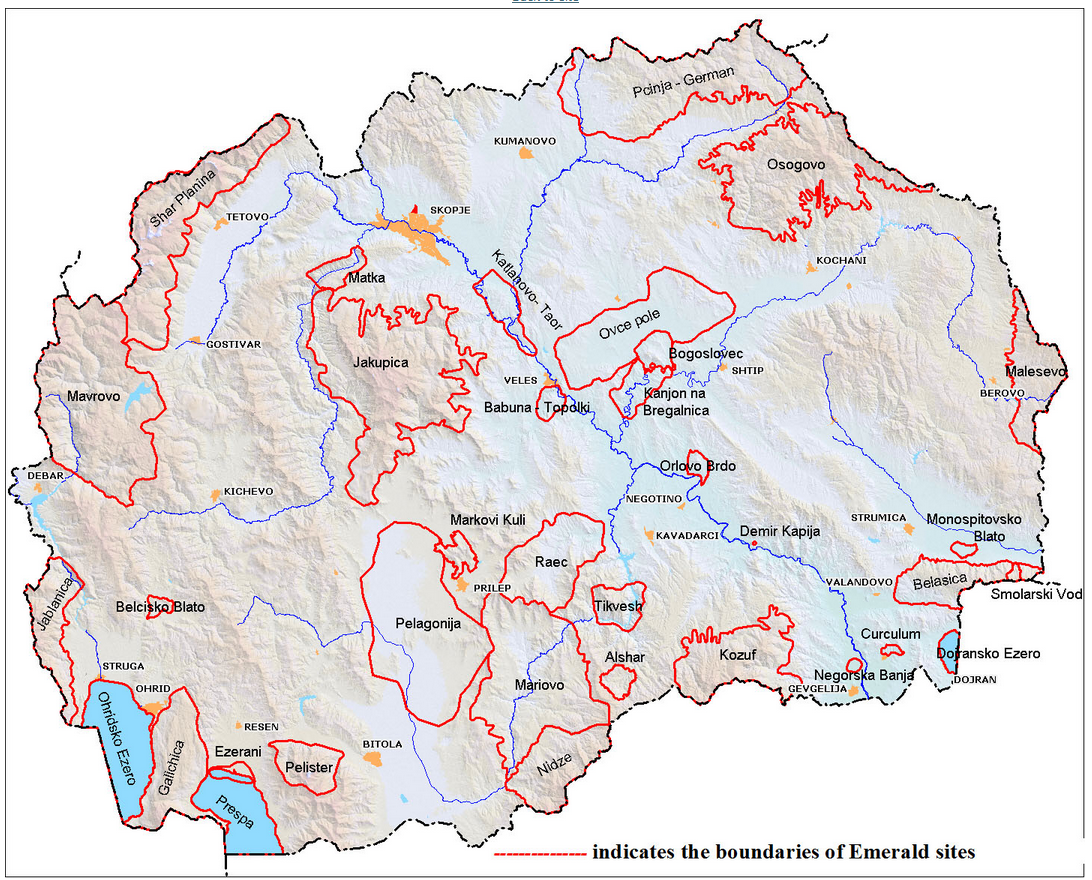 Back to site
Pcinja - German
KUMANOVO
Osogovo
Shar Planina
TETOVO
SKOPJE
KOCHANI
Katlanovo- Taor
Matka
Ovce pole
GOSTIVAR
Jakupica
Bogoslovec
SHTIP
Malesevo
BEROVO
VELES
Mavrovo
Kanjon na
Bregalnica
Babuna - Topolki
Orlovo Brdo
DEBAR
KICHEVO
NEGOTINO
Markovi Kuli
STRUMICA
Monospitovsko
Blato
KAVADARCI
Demir Kapija
Raec
PRILEP
VALANDOVO
Belasica
Smolarski Vod
Jablanica
Belcisko Blato
Tikvesh
Pelagonija
Curculum
Dojransko Ezero
Alshar
Kozuf
STRUGA
Negorska Banja
DOJRAN
Mariovo
GEVGELIJA
OHRID
Ohridsko Ezero
RESEN
BITOLA
Galichica
Ezerani
Pelister
Nidze
Prespa
indicates the boundaries of Emerald sites